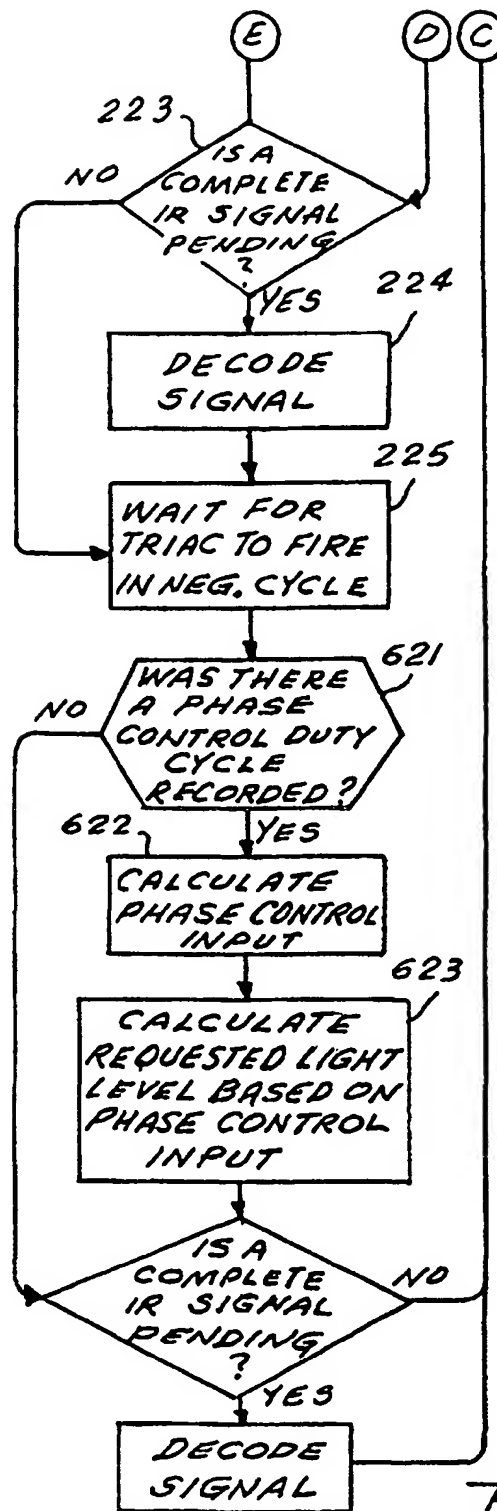 E
D
C
223
NO
IS A
COMPLETE
IR SIGNAL
PENDING
?
YES
224
DECODE
SIGNAL
225
WAIT FOR
TRIAC TO FIRE
IN NEG. CYCLE
621
NO
WAS THERE
A PHASE
CONTROL DUTY
CYCLE
RECORDED?
622
YES
CALCULATE
PHASE CONTROL
INPUT
623
CALCULATE
REQUESTED LIGHT
LEVEL BASED ON
PHASE CONTROL
INPUT
IS A
COMPLETE
IR SIGNAL
PENDING
?
NO
YES
DECODE
SIGNAL